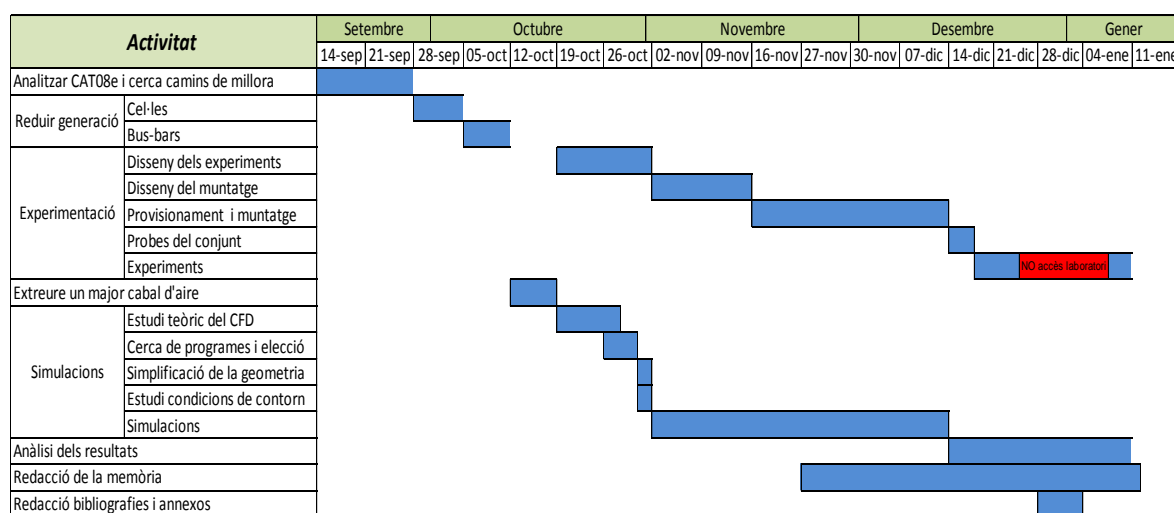 Activitat
Setembre Octubre Novembre Desembre Gener
14-sep 21-sep 28-sep 05-oct 12-oct 19-oct 26-oct 02-nov 09-nov 16-nov 27-nov 30-nov 07-dic 14-dic 21-dic 28-dic 04-ene 11-ene
Analitzar CAT08e i cerca camins de millora
Reduir generació
Cel·les
Bus-bars
Experimentació
Disseny dels experiments
Disseny del muntatge
Provisionament i muntatge
Probes del conjunt
Experiments
NO accès laboratori
Extreure un major cabal d'aire
Simulacions
Estudi teòric del CFD
Cerca de programes i elecció
Simplificació de la geometria
Estudi condicions de contorn
Simulacions
Anàlisi dels resultats
Redacció de la memòria
Redacció bibliografies i annexos